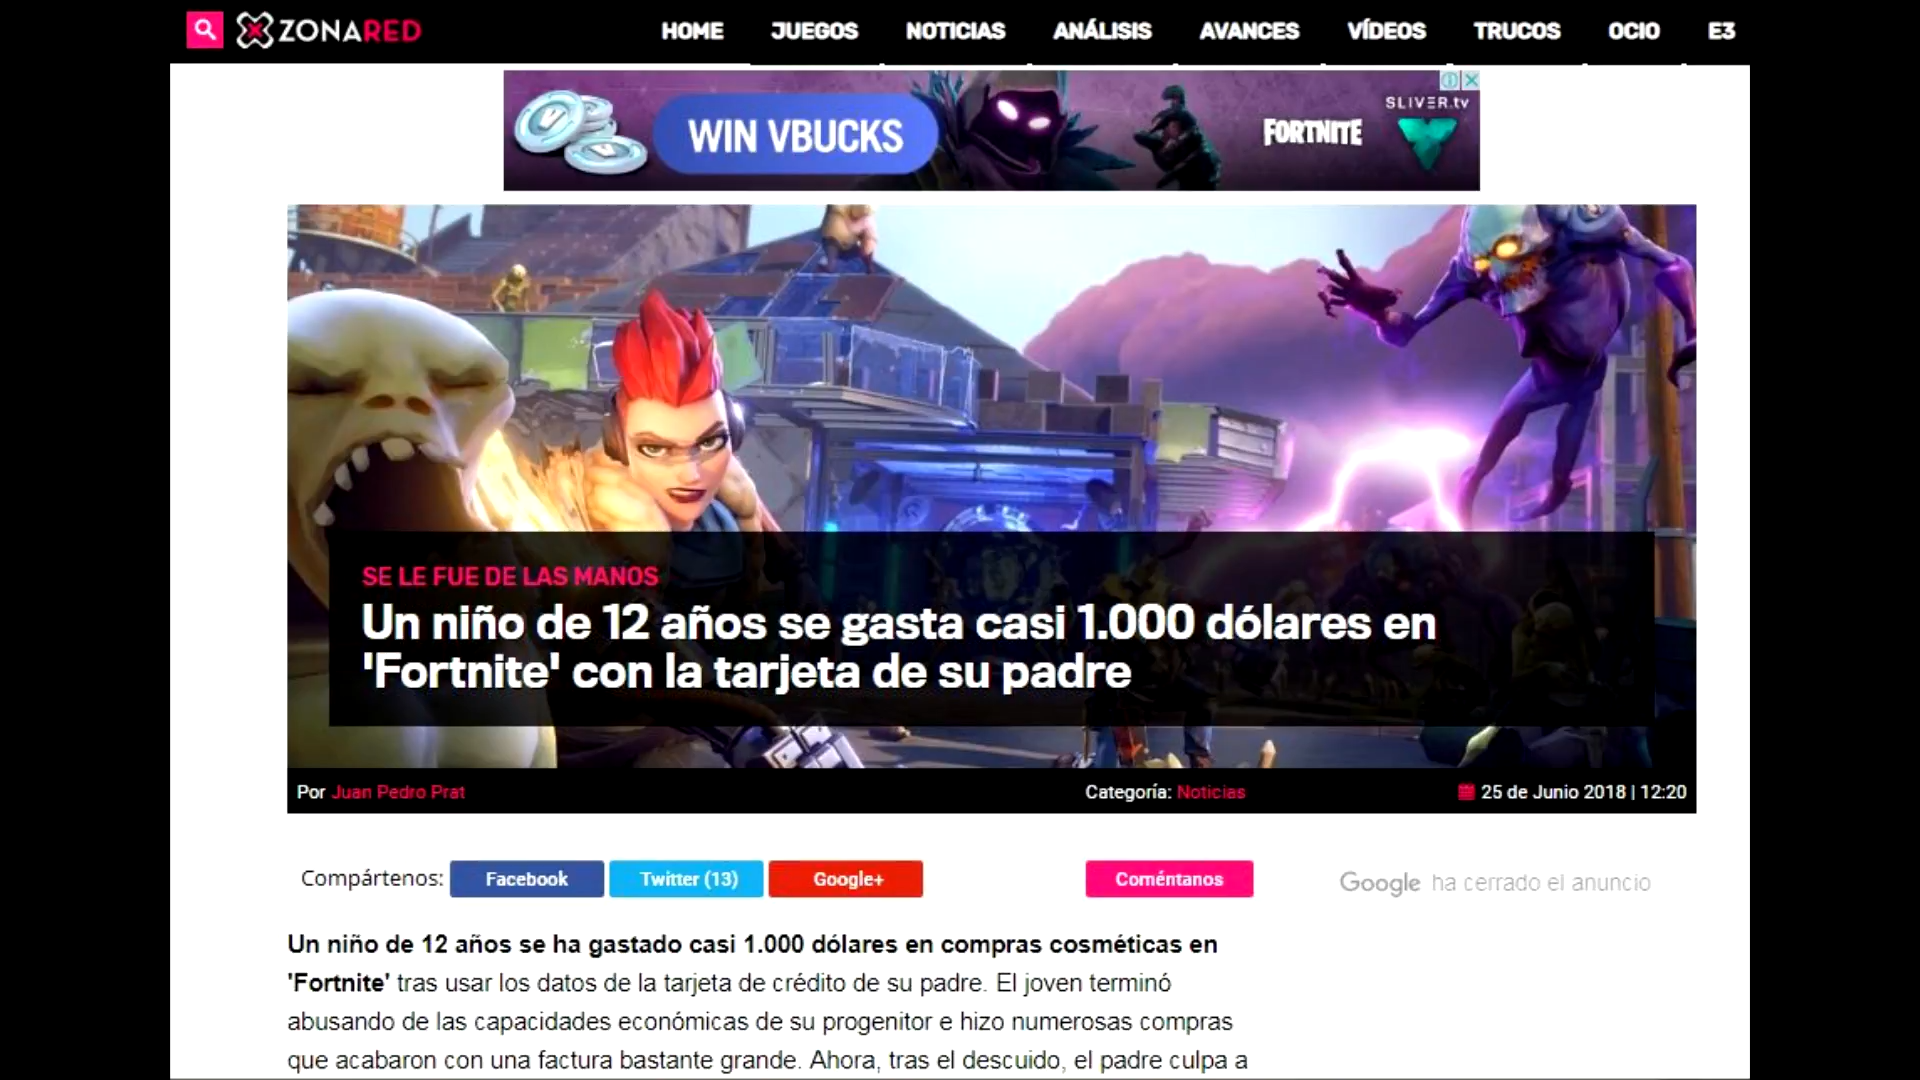 ZONARED
HOME JUEGOS NOTICIAS ANÁLISIS AVANCES VÍDEOS TRUCOS OCIO E3
WIN VBUCKS
FORTNITE
SLIVER.tv
SE LE FUE DE LAS MANOS
Un niño de 12 años se gasta casi 1.000 dólares en
'Fortnite' con la tarjeta de su padre
Por Juan Pedro Prat Categoría: Noticias 25 de Junio 2018 | 12:20
Compártenos: Facebook Twitter (13) Google+ Coméntanos Google ha cerrado el anuncio
Un niño de 12 años se ha gastado casi 1.000 dólares en compras cosméticas en
'Fortnite' tras usar los datos de la tarjeta de crédito de su padre. El joven terminó
abusando de las capacidades económicas de su progenitor e hizo numerosas compras
que acabaron con una factura bastante grande. Ahora, tras el descuido, el padre culpa a